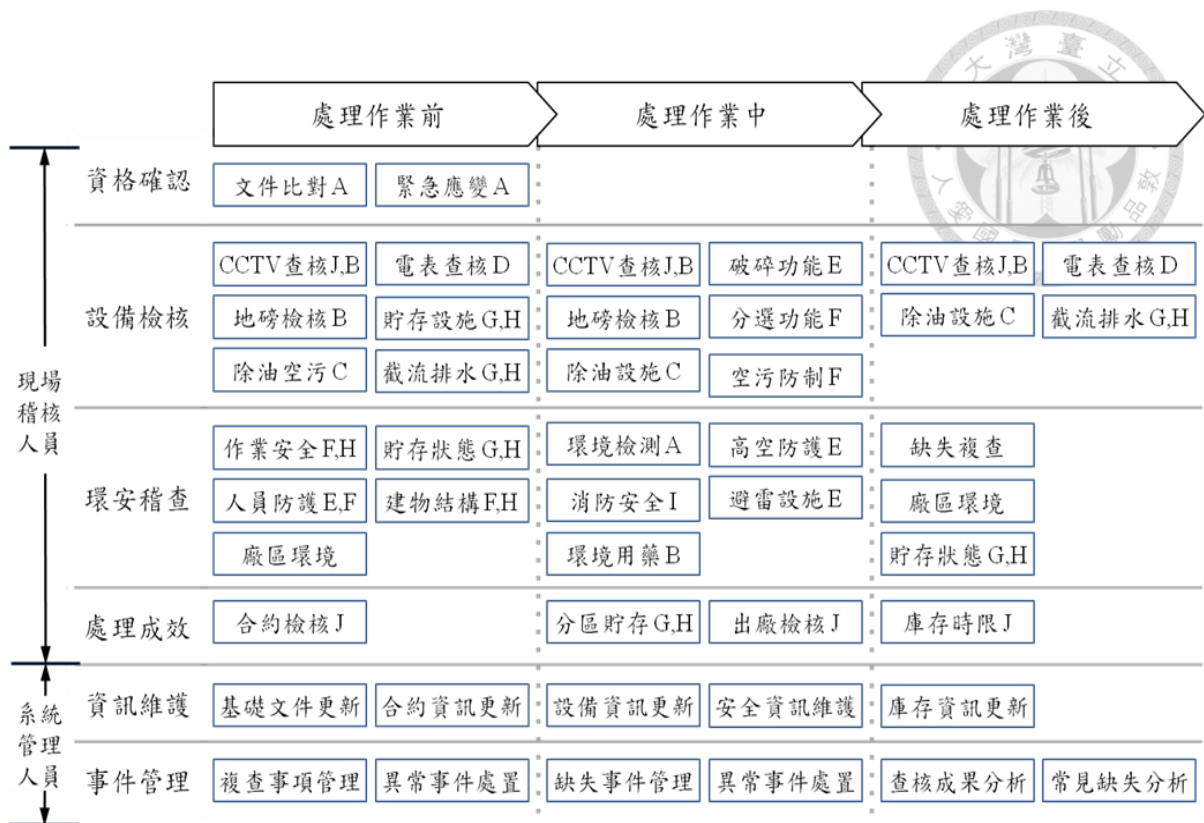 處理作業前 處理作業中 處理作業後
資格確認 文件比對A 緊急應變A
設備檢核 CCTV查核J,B 電表查核D CCTV查核J,B 破碎功能E CCTV查核J,B 電表查核D
地磅檢核B 貯存設施G,H 地磅檢核B 分選功能F 除油設施C 截流排水G,H
除油空污C 截流排水G,H 除油設施C 空污防制F
現場稽核人員
環安稽查 作業安全F,H 貯存狀態G,H 環境檢測A 高空防護E 缺失複查
人員防護E,F 建物結構F,H 消防安全I 避雷設施E 廠區環境
廠區環境 環境用藥B 貯存狀態G,H
處理成效 合約檢核J 分區貯存G,H 出廠檢核J 庫存時限J
系統管理人員
資訊維護 基礎文件更新 合約資訊更新 設備資訊更新 安全資訊維護 庫存資訊更新
事件管理 複查事項管理 異常事件處置 缺失事件管理 異常事件處置 查核成果分析 常見缺失分析